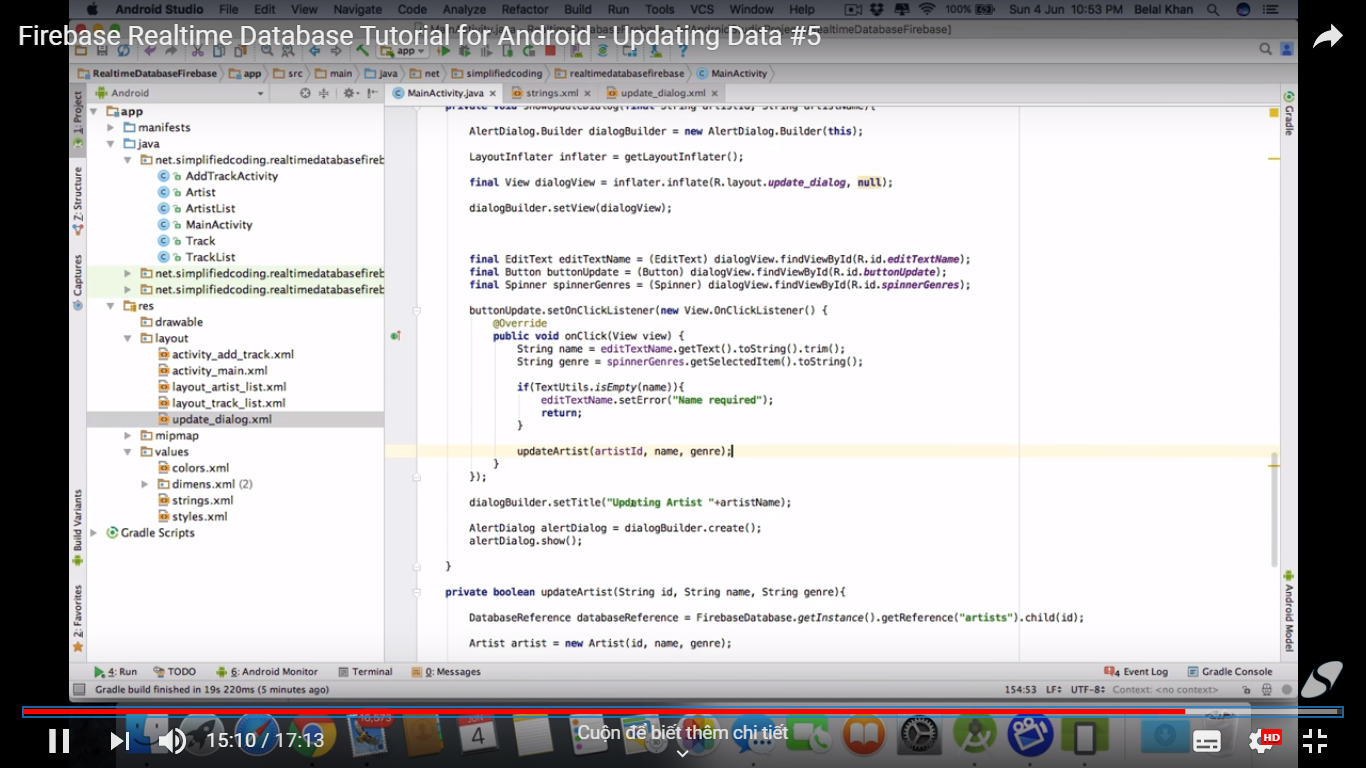 Android Studio File Edit View Navigate Code Analyze Refactor Build Run Tools VCS Window Help 100% Sun 4 Jun 10:53 PM Belal Khan
Firebase Realtime Database Tutorial for Android - Updating Data #5
app
RealtimeDatabaseFirebase app src main java net simplifiedcoding realtimedatabasefirebase MainActivity
Android
MainActivity.java strings.xml update_dialog.xml
1: Project
Z: Structure
Captures
Build Variants
2: Favorites
app
manifests
java
net.simplifiedcoding.realtimedatabasefireb
AddTrackActivity
Artist
ArtistList
MainActivity
Track
TrackList
net.simplifiedcoding.realtimedatabasefireb
net.simplifiedcoding.realtimedatabasefireb
res
drawable
layout
activity_add_track.xml
activity_main.xml
layout_artist_list.xml
layout_track_list.xml
update_dialog.xml
mipmap
values
colors.xml
dimens.xml (2)
strings.xml
styles.xml
Gradle Scripts
private void showUpdateDialog(final String artistId, String artistName){
AlertDialog.Builder dialogBuilder = new AlertDialog.Builder(this);
LayoutInflater inflater = getLayoutInflater();
final View dialogView = inflater.inflate(R.layout.update_dialog, null);
dialogBuilder.setView(dialogView);
final EditText editTextName = (EditText) dialogView.findViewById(R.id.editTextName);
final Button buttonUpdate = (Button) dialogView.findViewById(R.id.buttonUpdate);
final Spinner spinnerGenres = (Spinner) dialogView.findViewById(R.id.spinnerGenres);
buttonUpdate.setOnClickListener(new View.OnClickListener() {
@Override
public void onClick(View view) {
String name = editTextName.getText().toString().trim();
String genre = spinnerGenres.getSelectedItem().toString();
if(TextUtils.isEmpty(name)){
editTextName.setError("Name required");
return;
}
updateArtist(artistId, name, genre);
}
});
dialogBuilder.setTitle("Updating Artist "+artistName);
AlertDialog alertDialog = dialogBuilder.create();
alertDialog.show();
}
private boolean updateArtist(String id, String name, String genre){
DatabaseReference databaseReference = FirebaseDatabase.getInstance().getReference("artists").child(id);
Artist artist = new Artist(id, name, genre);
Gradle
Android Model
4: Run TODO 6: Android Monitor Terminal 0: Messages 4 Event Log Gradle Console
Gradle build finished in 19s 220ms (5 minutes ago) 154:53 LF÷ UTF-8÷ Context: <no context>
JUN
4
15:10 / 17:13
Cuộn để biết thêm chi tiết
HD